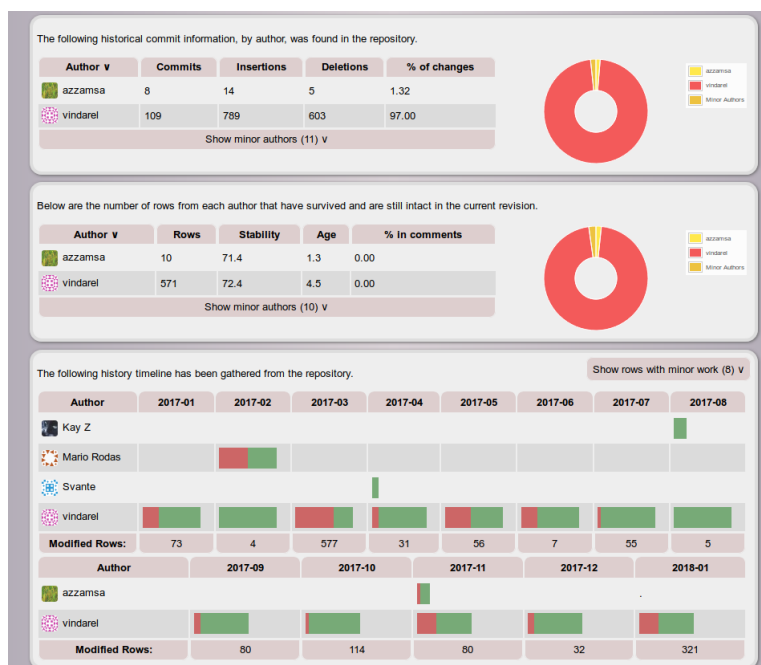 The following historical commit information, by author, was found in the repository.
Author ∨ Commits Insertions Deletions % of changes
azzamsa 8 14 5 1.32
vindarel 109 789 603 97.00
Show minor authors (11) ∨
azzamsa
vindarel
Minor Authors
Below are the number of rows from each author that have survived and are still intact in the current revision.
Author ∨ Rows Stability Age % in comments
azzamsa 10 71.4 1.3 0.00
vindarel 571 72.4 4.5 0.00
Show minor authors (10) ∨
azzamsa
vindarel
Minor Authors
The following history timeline has been gathered from the repository.
Show rows with minor work (8) ∨
Author 2017-01 2017-02 2017-03 2017-04 2017-05 2017-06 2017-07 2017-08
Kay Z
Mario Rodas
Svante
vindarel
Modified Rows: 73 4 577 31 56 7 55 5
Author 2017-09 2017-10 2017-11 2017-12 2018-01
azzamsa .
vindarel
Modified Rows: 80 114 80 32 321